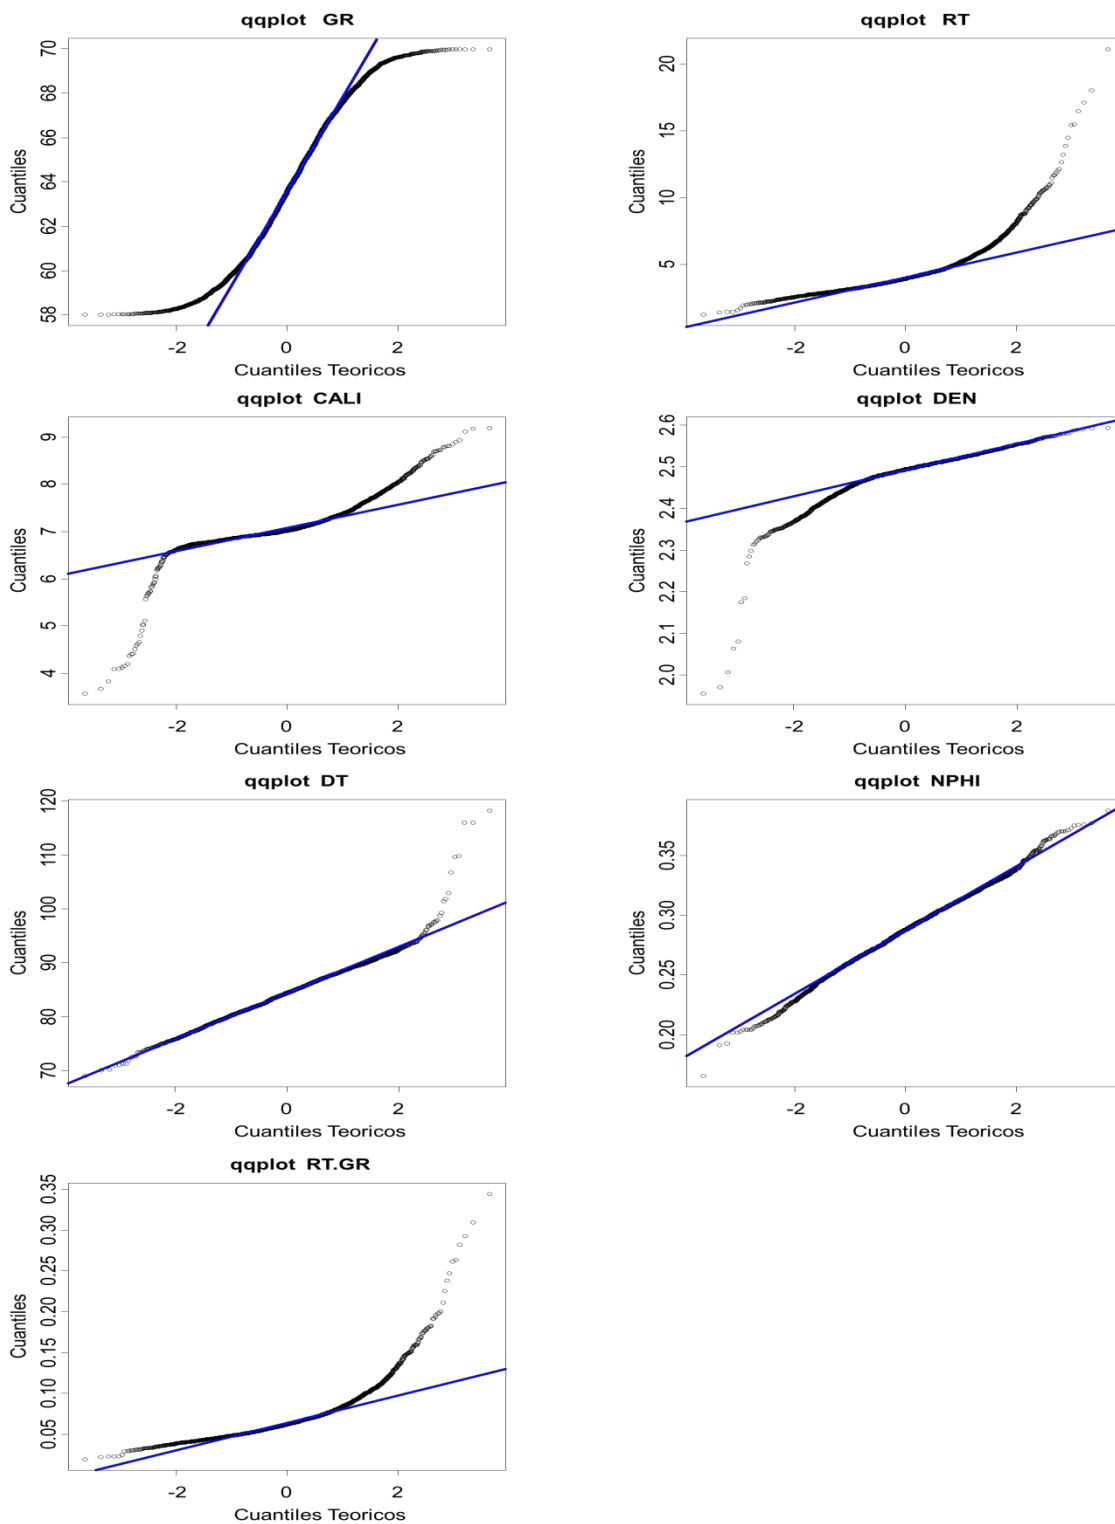 qqplot GR
Cuantiles
58 60 62 64 66 68 70
-2 0 2
Cuantiles Teoricos
qqplot RT
Cuantiles
5 10 15 20
-2 0 2
Cuantiles Teoricos
qqplot CALI
Cuantiles
4 5 6 7 8 9
-2 0 2
Cuantiles Teoricos
qqplot DEN
Cuantiles
2.0 2.1 2.2 2.3 2.4 2.5 2.6
-2 0 2
Cuantiles Teoricos
qqplot DT
Cuantiles
70 80 90 100 110 120
-2 0 2
Cuantiles Teoricos
qqplot NPHI
Cuantiles
0.20 0.25 0.30 0.35
-2 0 2
Cuantiles Teoricos
qqplot RT.GR
Cuantiles
0.05 0.10 0.15 0.20 0.25 0.30 0.35
-2 0 2
Cuantiles Teoricos